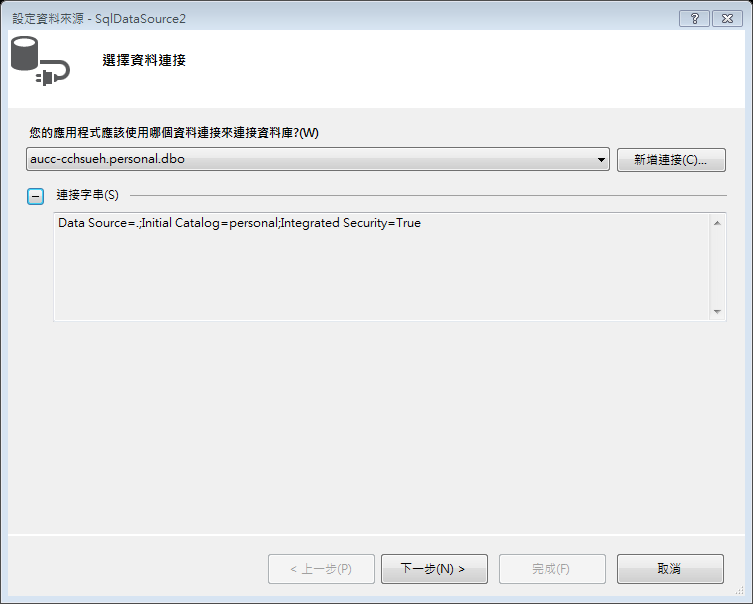 設定資料來源 - SqlDataSource2
選擇資料連接
您的應用程式應該使用哪個資料連接來連接資料庫?(W)
aucc-cchsueh.personal.dbo
新增連接(C)...
連接字串(S)
Data Source=.;Initial Catalog=personal;Integrated Security=True
< 上一步(P)
下一步(N) >
完成(F)
取消